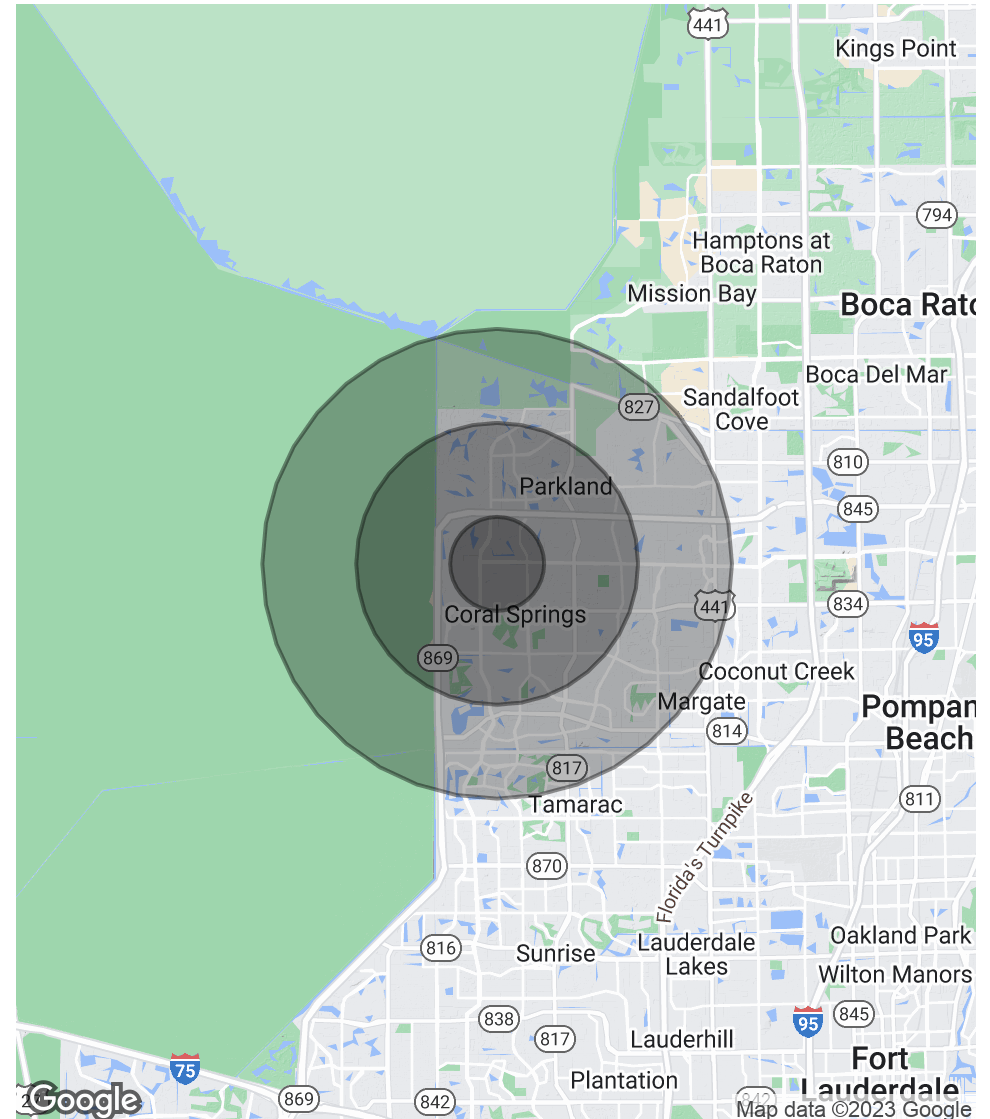 441
Kings Point
794
Hamptons at
Boca Raton
Mission Bay
Boca Rato
Boca Del Mar
Sandalfoot
Cove
827
810
Parkland
845
441
834
Coral Springs
95
869
Coconut Creek
Margate
Pompan
Beach
814
817
811
Tamarac
Florida's Turnpike
870
Oakland Park
816
Sunrise
Lauderdale
Lakes
Wilton Manors
838
95
845
817
Lauderhill
Fort
Lauderdale
75
Plantation
27
Google
869
842
842
Map data ©2023 Google